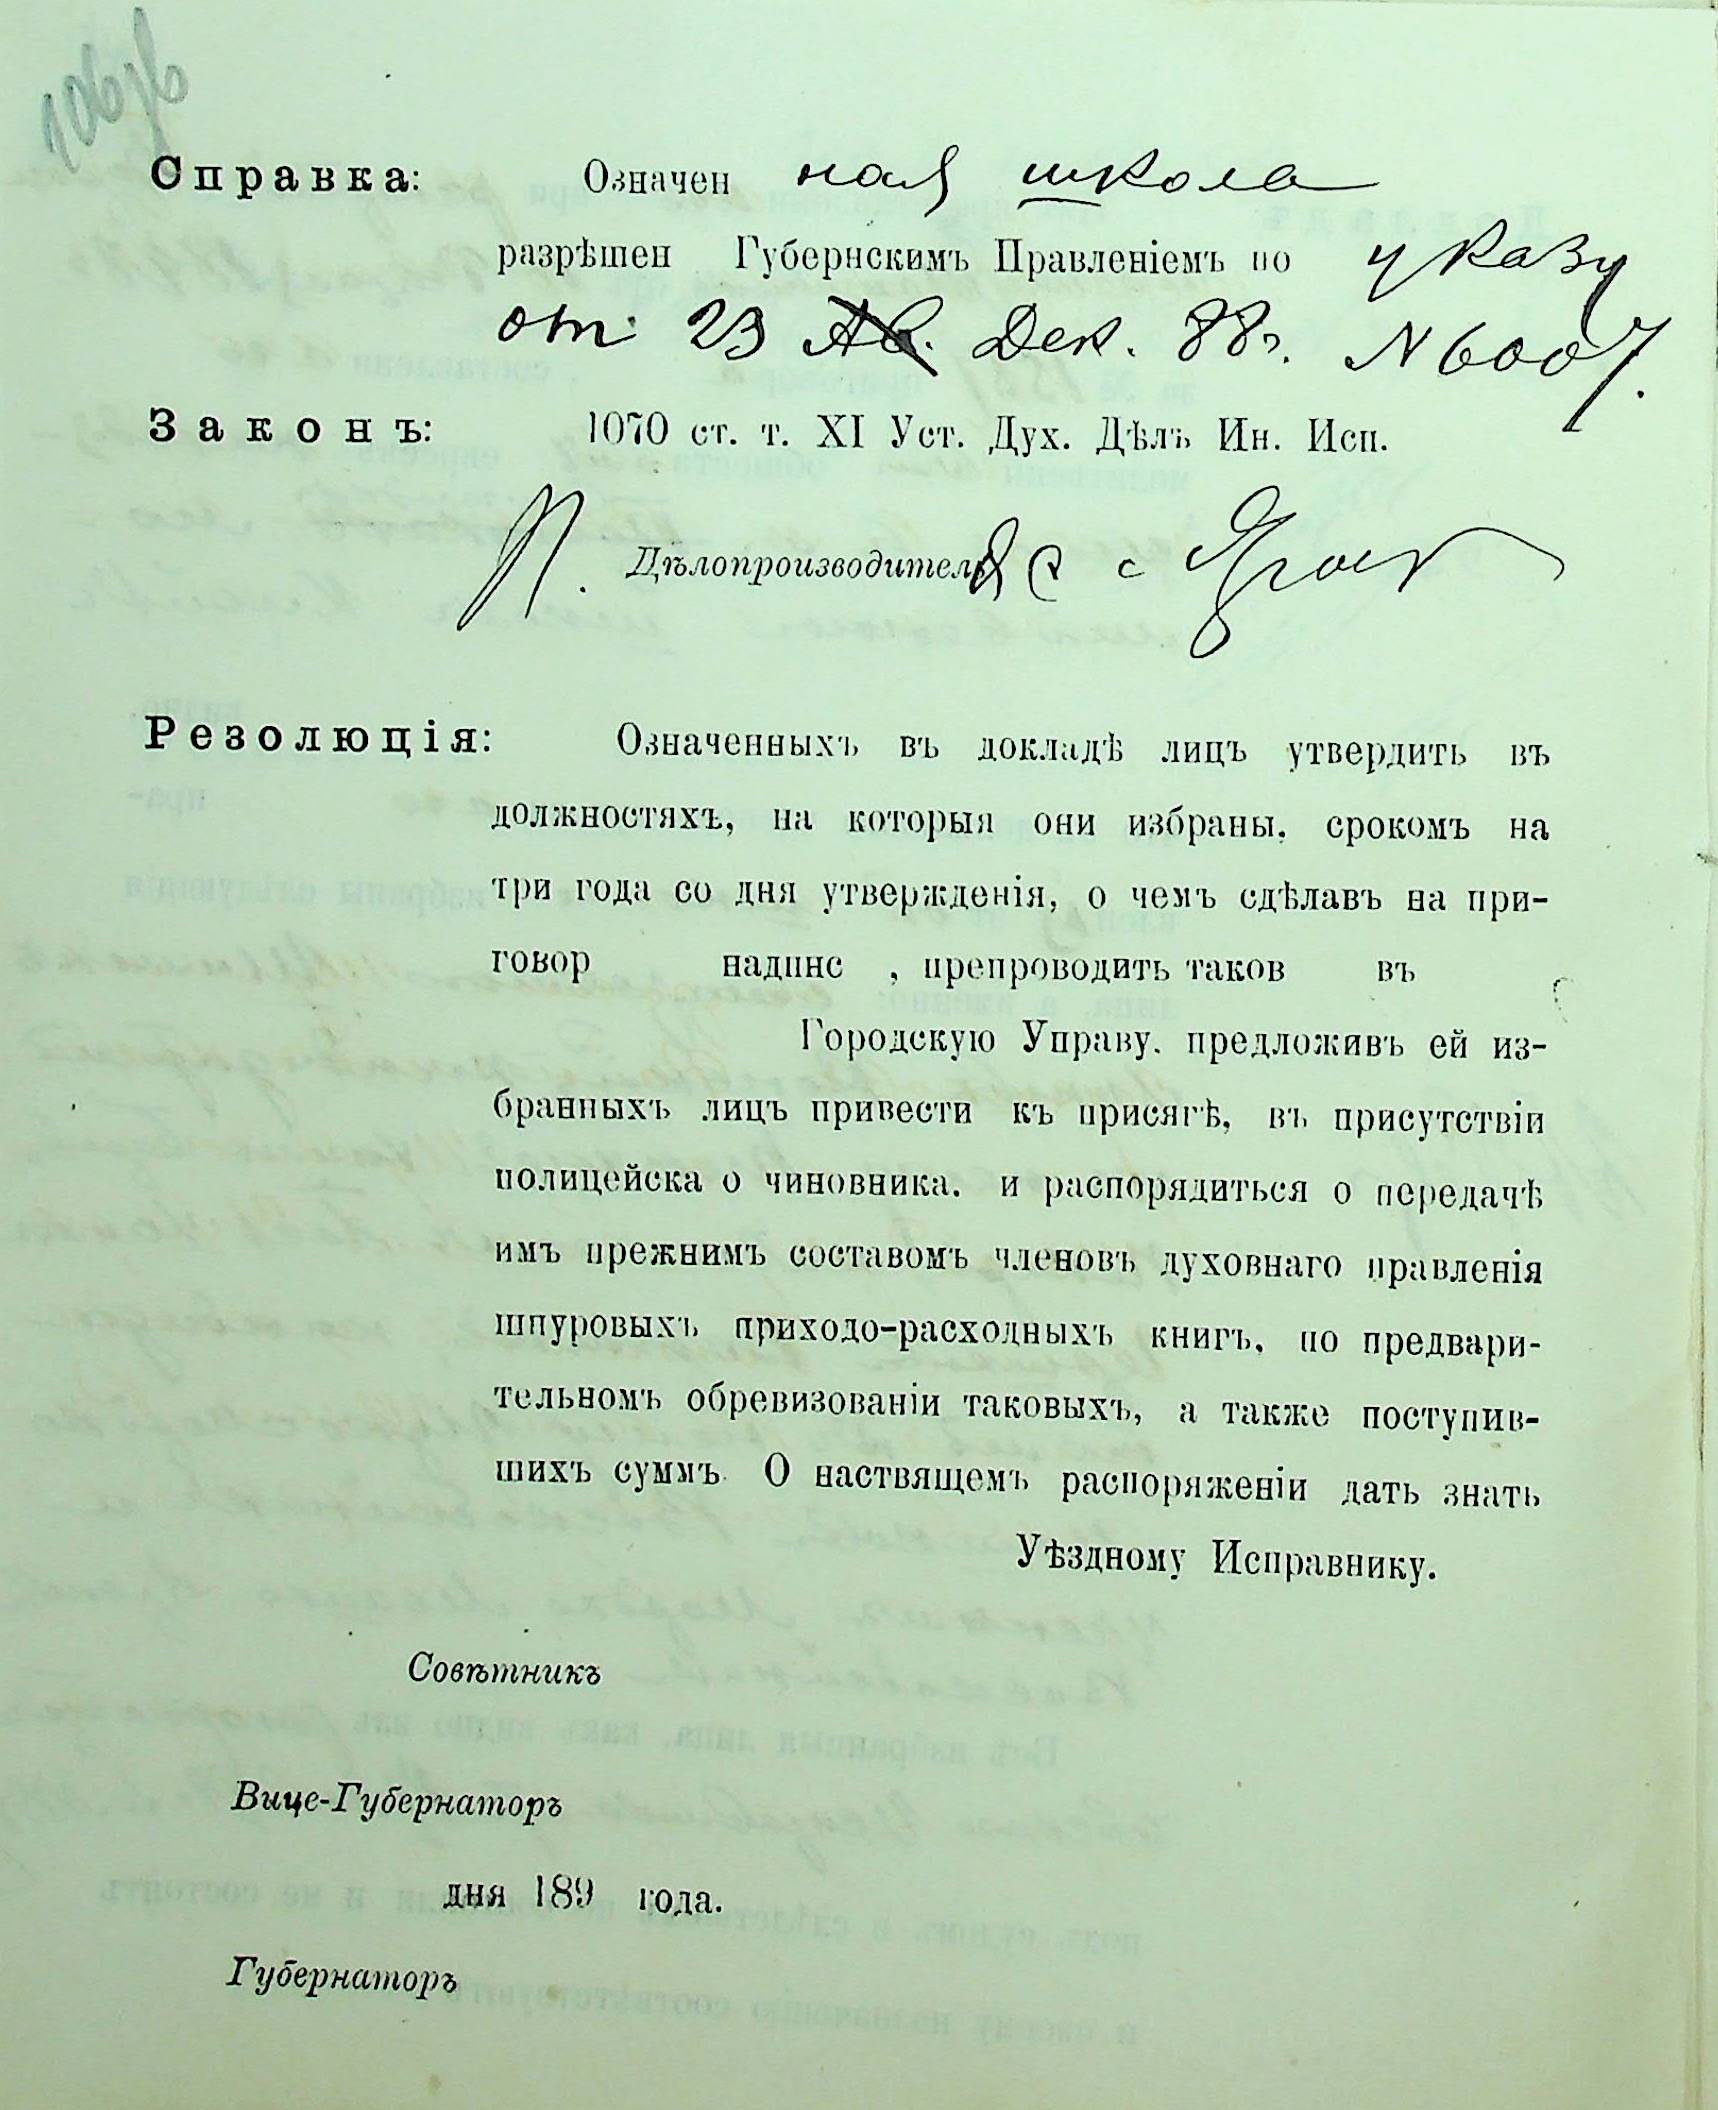 106об
Справка: Означен ная школа
разрѣшен Губернскимъ Правленіемъ по указу
от 23 Ав. Дек. 88г. N 6007.
Законъ: 1070 ст. т. XI Уст. Дух. Дѣлъ Ин. Исп.
Дѣлопроизводитель
Резолюція: Означенныхъ въ докладѣ лицъ утвердить въ
должностяхъ, на которыя они избраны, срокомъ на
три года со дня утвержденія, о чемъ сдѣлавъ на при-
говор надпис , препроводить таков въ
Городскую Управу. предложивъ ей из-
бранныхъ лицъ привести къ присягѣ, въ присутствіи
полицейска о чиновника. и распорядиться о передачѣ
имъ прежнимъ составомъ членовъ духовнаго правленія
шнуровыхъ приходо-расходныхъ книгъ, по предвари-
тельномъ обревизованіи таковыхъ, а также поступив-
шихъ суммъ. О наствящемъ распоряженіи дать знать
Уѣздному Исправнику.
Совѣтникъ
Вице-Губернаторъ
дня 189 года.
Губернаторъ